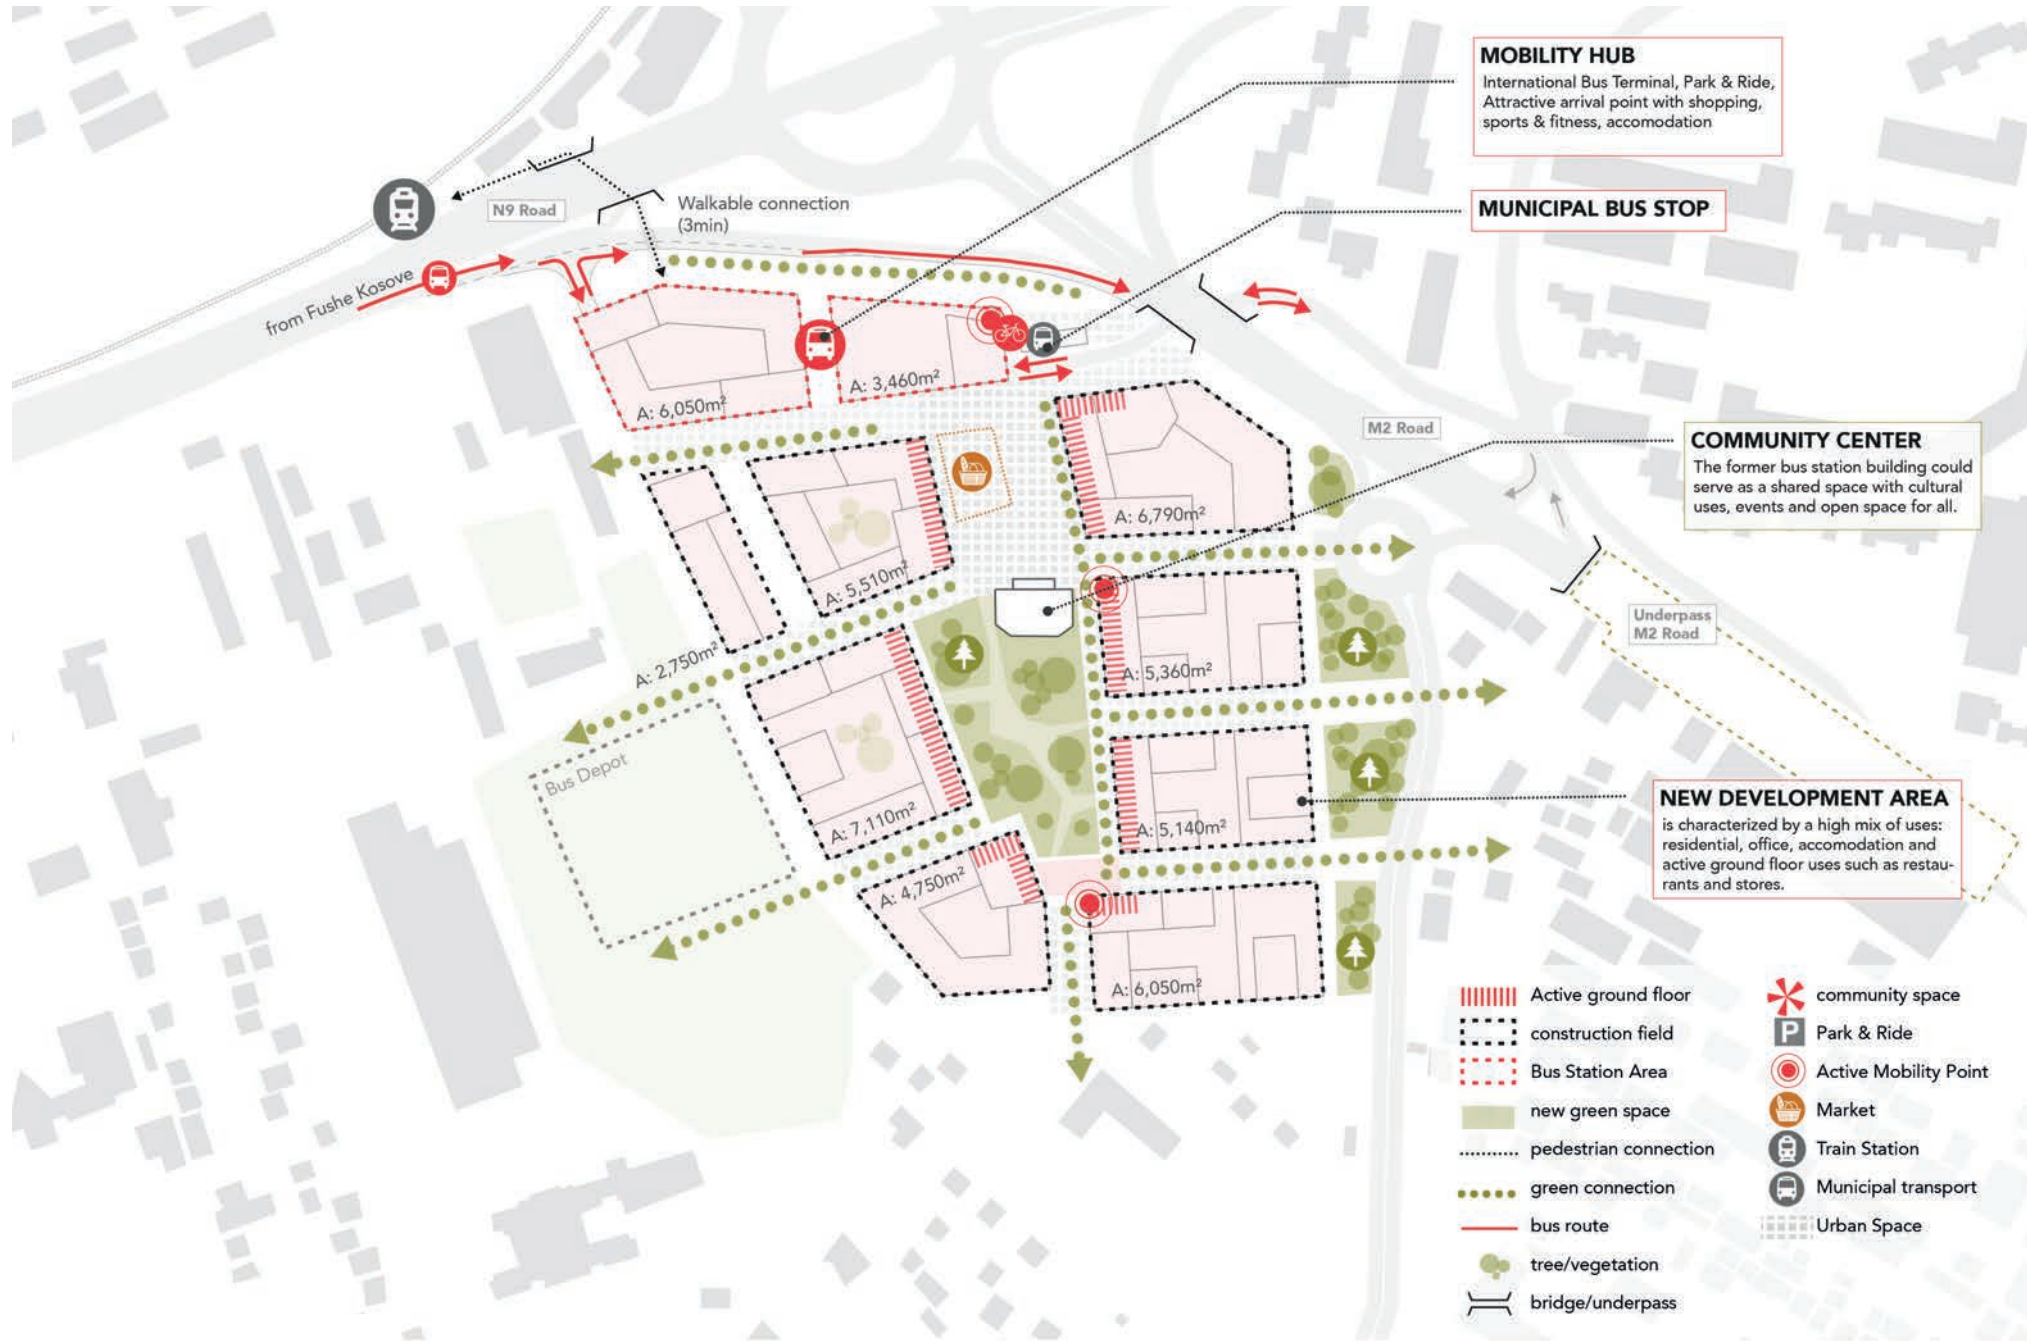 MOBILITY HUB
International Bus Terminal, Park & Ride,
Attractive arrival point with shopping,
sports & fitness, accomodation
MUNICIPAL BUS STOP
N9 Road
Walkable connection
(3min)
from Fushe Kosove
A: 6,050m²
A: 3,460m²
M2 Road
COMMUNITY CENTER
The former bus station building could
serve as a shared space with cultural
uses, events and open space for all.
A: 6,790m²
A: 5,510m²
Underpass
M2 Road
A: 2,750m²
A: 5,360m²
Bus Depot
A: 7,110m²
A: 5,140m²
NEW DEVELOPMENT AREA
is characterized by a high mix of uses:
residential, office, accomodation and
active ground floor uses such as restau-
rants and stores.
A: 4,750m²
A: 6,050m²
Active ground floor
construction field
Bus Station Area
new green space
pedestrian connection
green connection
bus route
tree/vegetation
bridge/underpass
community space
P
Park & Ride
Active Mobility Point
Market
Train Station
Municipal transport
Urban Space